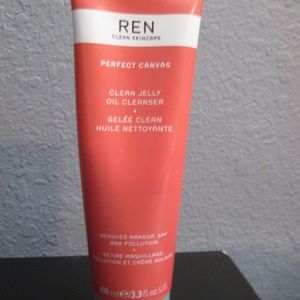 REN
CLEAN SKINCARE
PERFECT CANVAS
CLEAN JELLY
OIL CLEANSER
•
GELÉE CLEAN
HUILE NETTOYANTE
REMOVES MAKEUP, SPF
AND POLLUTION
•
RETIRE MAQUILLAGE,
POLLUTION ET CRÈME SOLAIRE
100 ml e 3.3 fl.oz.US